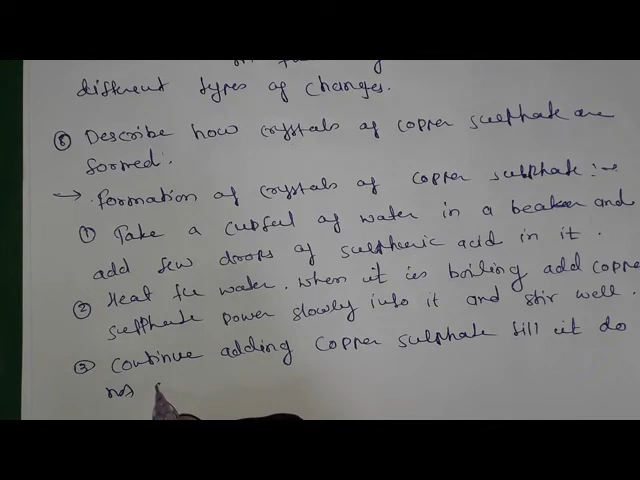 different types of changes.
⑧ Describe how crystals of copper sulphate are
formed.
→ Formation of crystals of copper sulphate :→
① Take a cupful of water in a beaker and
add few drops of sulphuric acid in it.
② Heat the water. when it is boiling add copper
sulphate power slowly into it and stir well.
③ Continue adding copper sulphate till it do
not